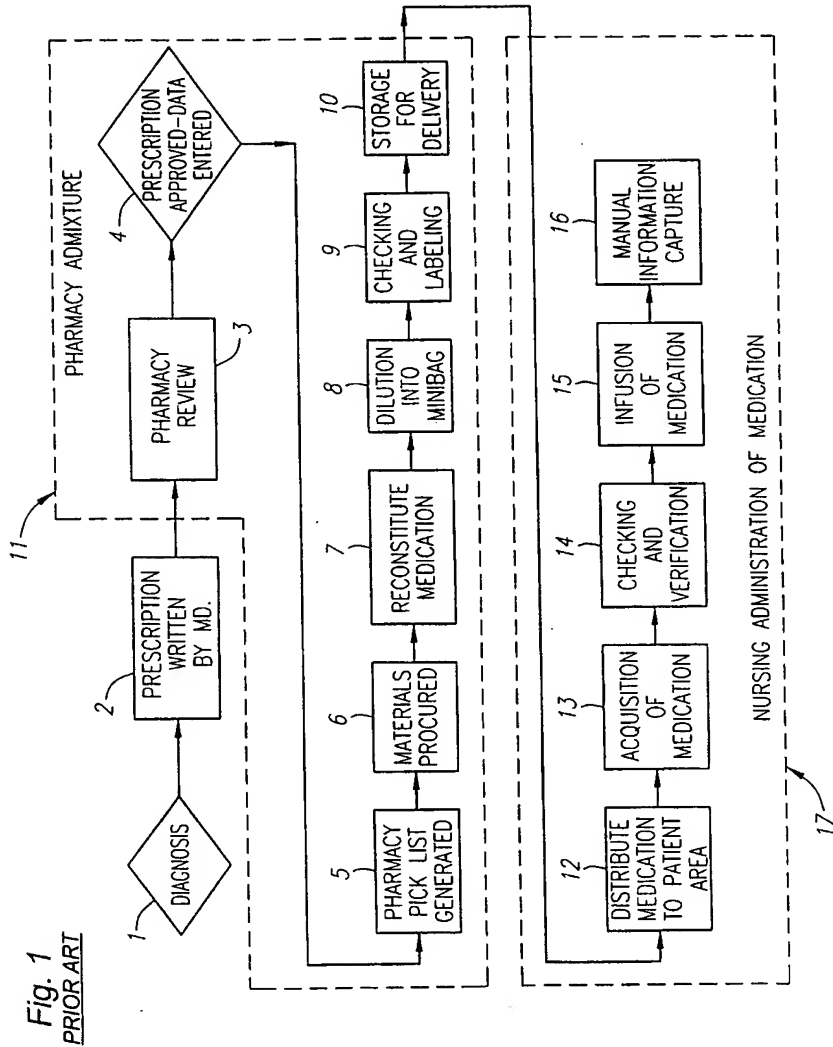 Fig. 1
PRIOR ART
1
DIAGNOSIS
2
PRESCRIPTION
WRITTEN
BY MD.
11
PHARMACY ADMIXTURE
PHARMACY
REVIEW
3
4
PRESCRIPTION
APPROVED-DATA
ENTERED
5
PHARMACY
PICK LIST
GENERATED
6
MATERIALS
PROCURED
7
RECONSTITUTE
MEDICATION
8
DILUTION
INTO
MINIBAG
9
CHECKING
AND
LABELING
10
STORAGE
FOR
DELIVERY
12
DISTRIBUTE
MEDICATION
TO PATIENT
AREA
13
ACQUISITION
OF
MEDICATION
14
CHECKING
AND
VERIFICATION
15
INFUSION
OF
MEDICATION
16
MANUAL
INFORMATION
CAPTURE
NURSING ADMINISTRATION OF MEDICATION
17